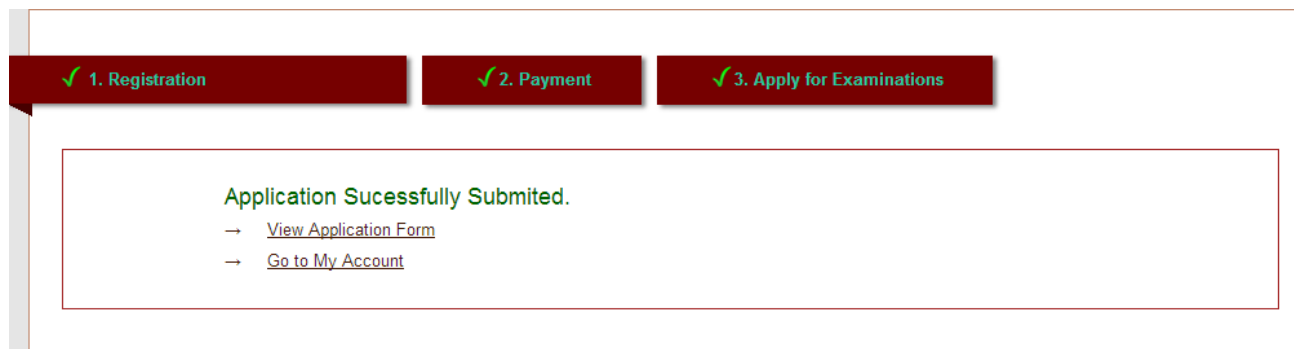 1. Registration
2. Payment
3. Apply for Examinations
Application Sucessfully Submited.
→ View Application Form
→ Go to My Account